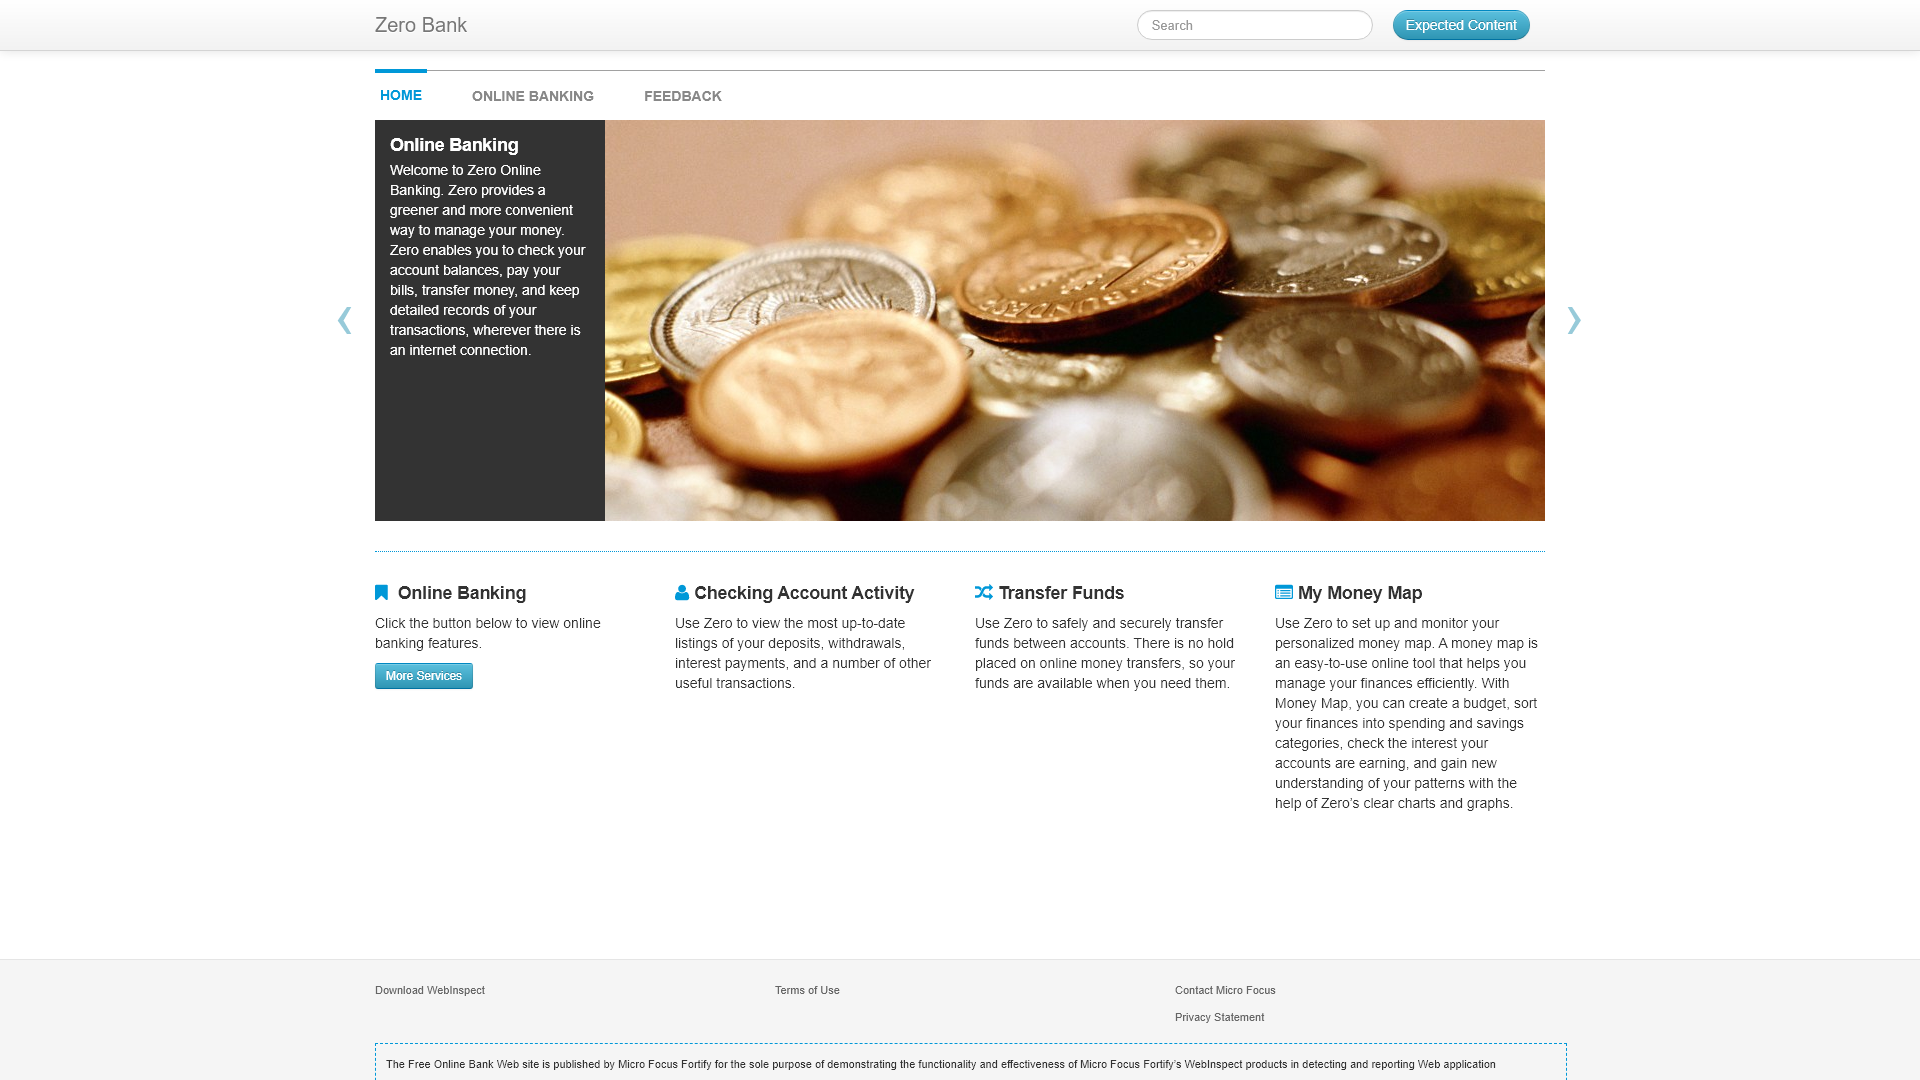 Zero Bank
Search
Expected Content
HOME
ONLINE BANKING
FEEDBACK
Online Banking
Welcome to Zero Online
Banking. Zero provides a
greener and more convenient
way to manage your money.
Zero enables you to check your
account balances, pay your
bills, transfer money, and keep
detailed records of your
transactions, wherever there is
an internet connection.
Online Banking
Click the button below to view online
banking features.
More Services
Checking Account Activity
Use Zero to view the most up-to-date
listings of your deposits, withdrawals,
interest payments, and a number of other
useful transactions.
Transfer Funds
Use Zero to safely and securely transfer
funds between accounts. There is no hold
placed on online money transfers, so your
funds are available when you need them.
My Money Map
Use Zero to set up and monitor your
personalized money map. A money map is
an easy-to-use online tool that helps you
manage your finances efficiently. With
Money Map, you can create a budget, sort
your finances into spending and savings
categories, check the interest your
accounts are earning, and gain new
understanding of your patterns with the
help of Zero’s clear charts and graphs.
Download WebInspect
Terms of Use
Contact Micro Focus
Privacy Statement
The Free Online Bank Web site is published by Micro Focus Fortify for the sole purpose of demonstrating the functionality and effectiveness of Micro Focus Fortify’s WebInspect products in detecting and reporting Web application